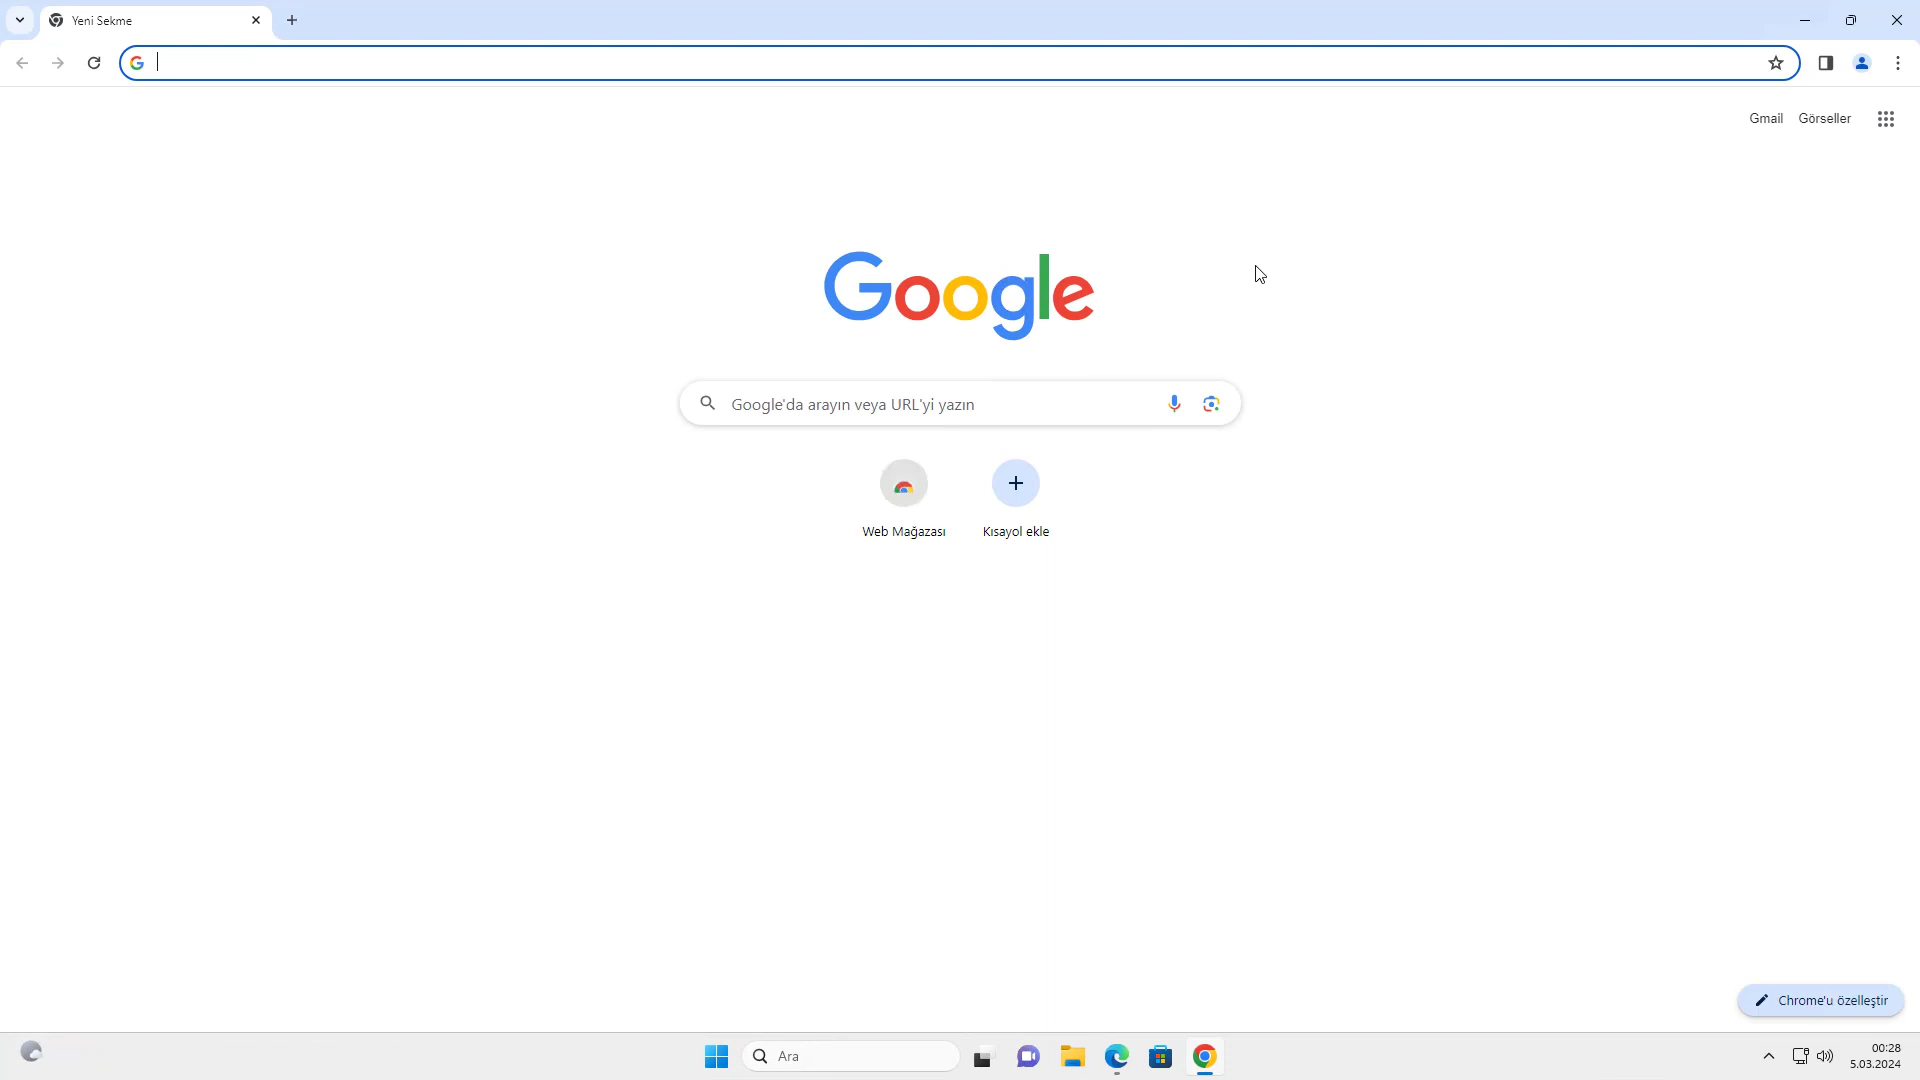 Yeni Sekme
Gmail Görseller
Google
Google'da arayın veya URL'yi yazın
Web Mağazası Kısayol ekle
Chrome'u özelleştir
Ara
00:28
5.03.2024